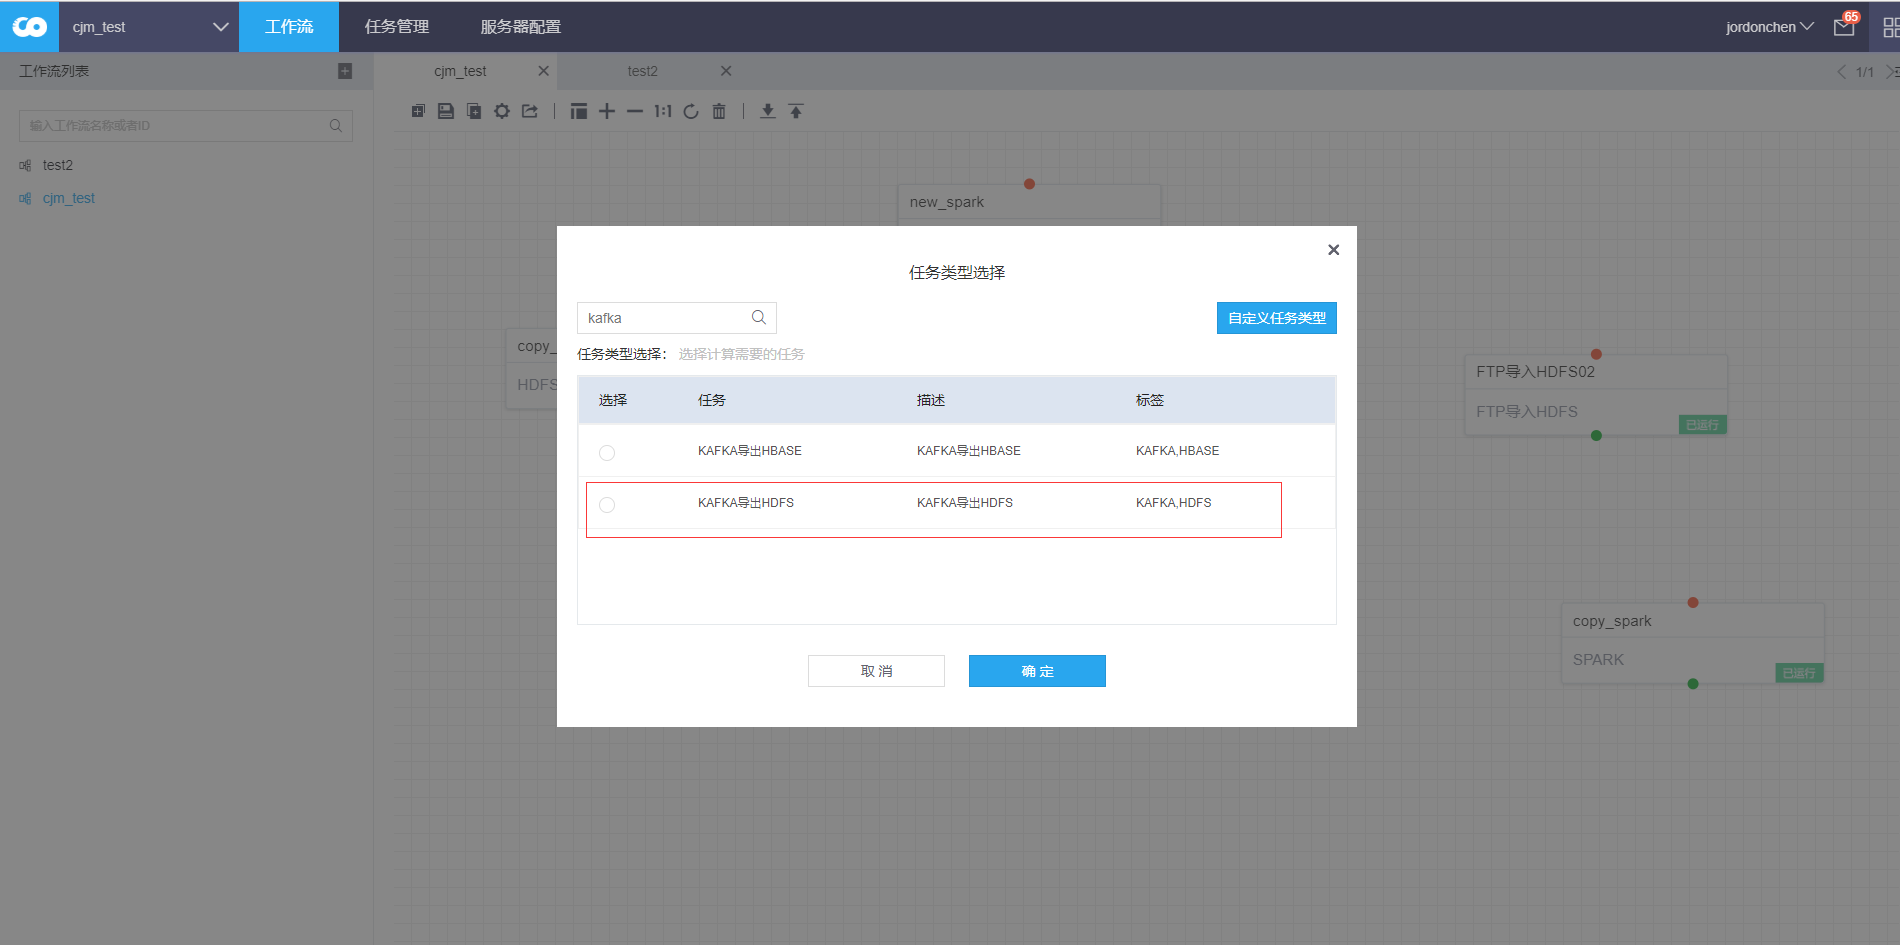 cjm_test
工作流
任务管理
服务器配置
jordonchen
65
工作流列表
cjm_test
test2
1/1
1:1
输入工作流名称或者ID
test2
cjm_test
new_spark
任务类型选择
kafka
自定义任务类型
任务类型选择： 选择计算需要的任务
选择 任务 描述 标签
KAFKA导出HBASE KAFKA导出HBASE KAFKA,HBASE
KAFKA导出HDFS KAFKA导出HDFS KAFKA,HDFS
取 消
确 定
copy_
HDFS
FTP导入HDFS02
FTP导入HDFS
已运行
copy_spark
SPARK
已运行